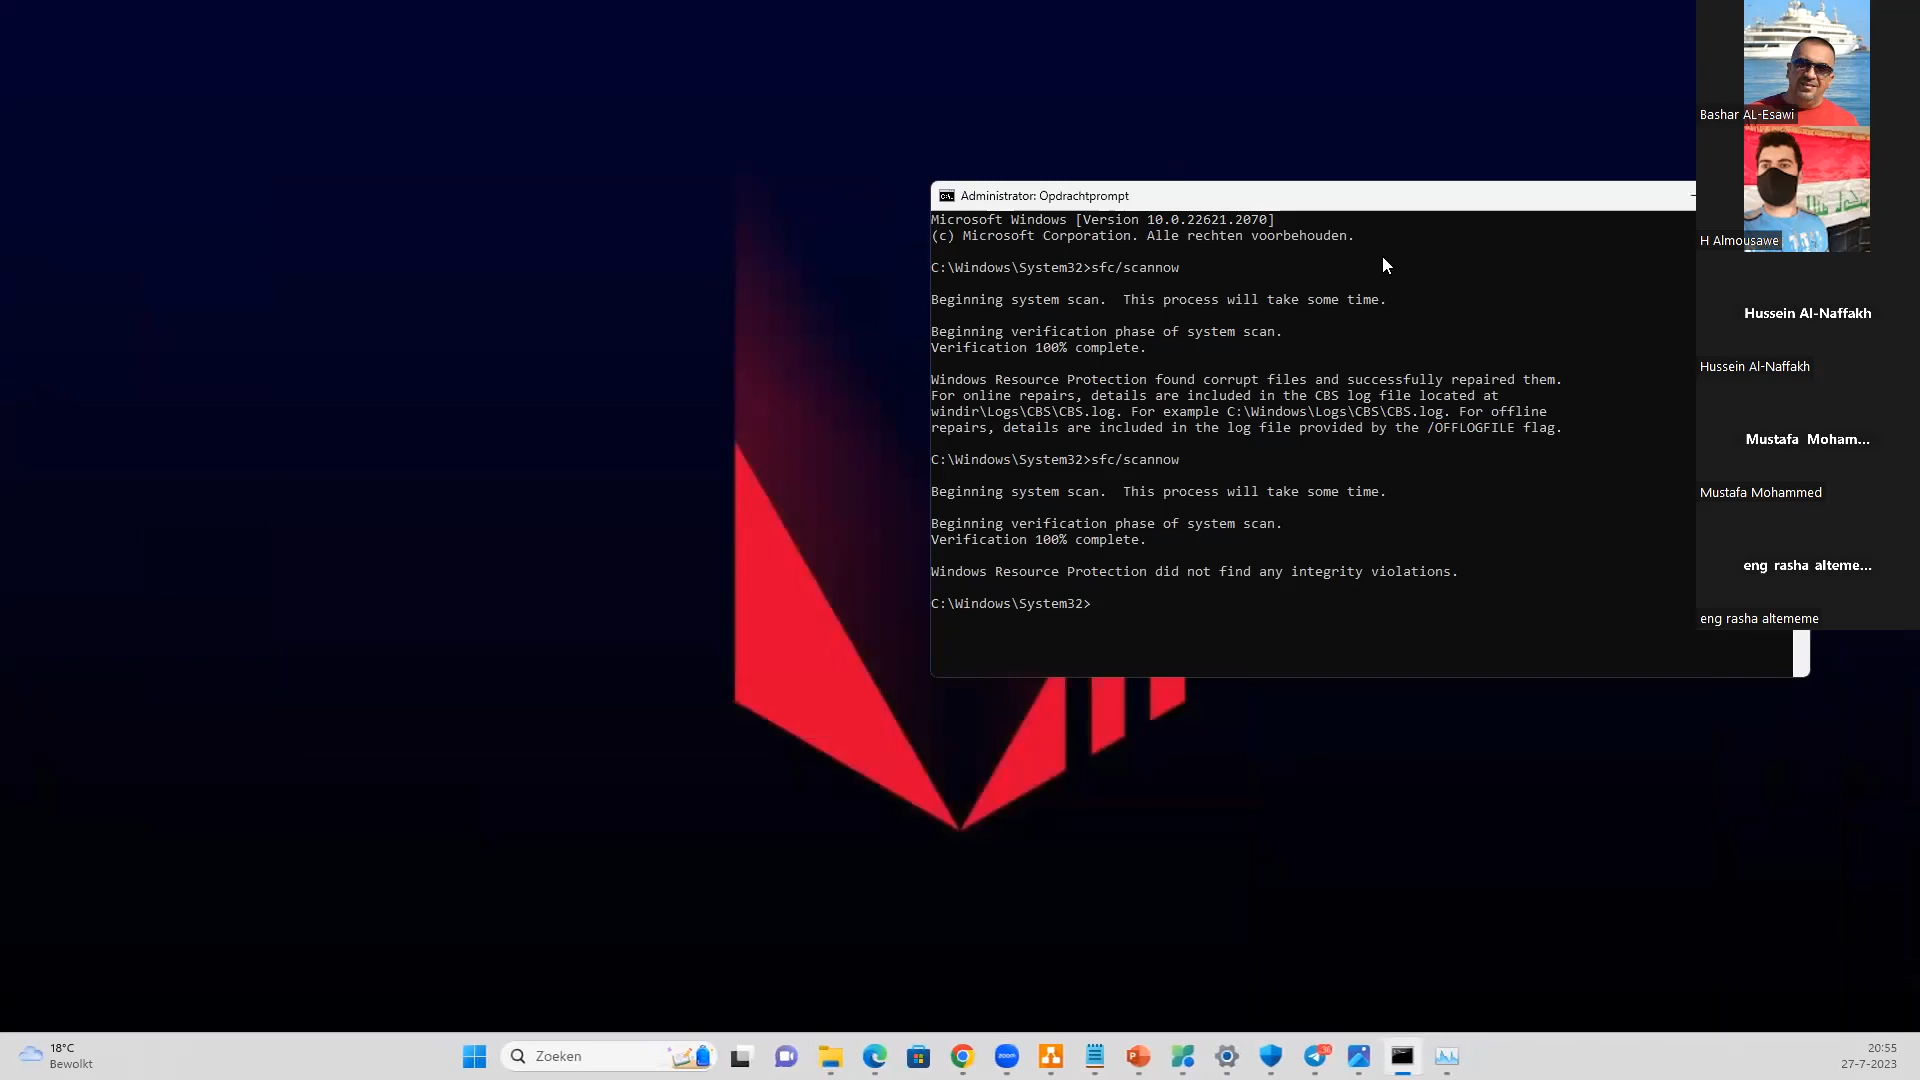 Bashar AL-Esawi
H Almousawe
Hussein Al-Naffakh
Hussein Al-Naffakh
Mustafa Moham...
Mustafa Mohammed
eng rasha alteme...
eng rasha altememe
Administrator: Opdrachtprompt
Microsoft Windows [Version 10.0.22621.2070]
(c) Microsoft Corporation. Alle rechten voorbehouden.
C:\Windows\System32>sfc/scannow
Beginning system scan.  This process will take some time.
Beginning verification phase of system scan.
Verification 100% complete.
Windows Resource Protection found corrupt files and successfully repaired them.
For online repairs, details are included in the CBS log file located at
windir\Logs\CBS\CBS.log. For example C:\Windows\Logs\CBS\CBS.log. For offline
repairs, details are included in the log file provided by the /OFFLOGFILE flag.
C:\Windows\System32>sfc/scannow
Beginning system scan.  This process will take some time.
Beginning verification phase of system scan.
Verification 100% complete.
Windows Resource Protection did not find any integrity violations.
C:\Windows\System32>
18°C
Bewolkt
Zoeken
zoom
20:55
27-7-2023